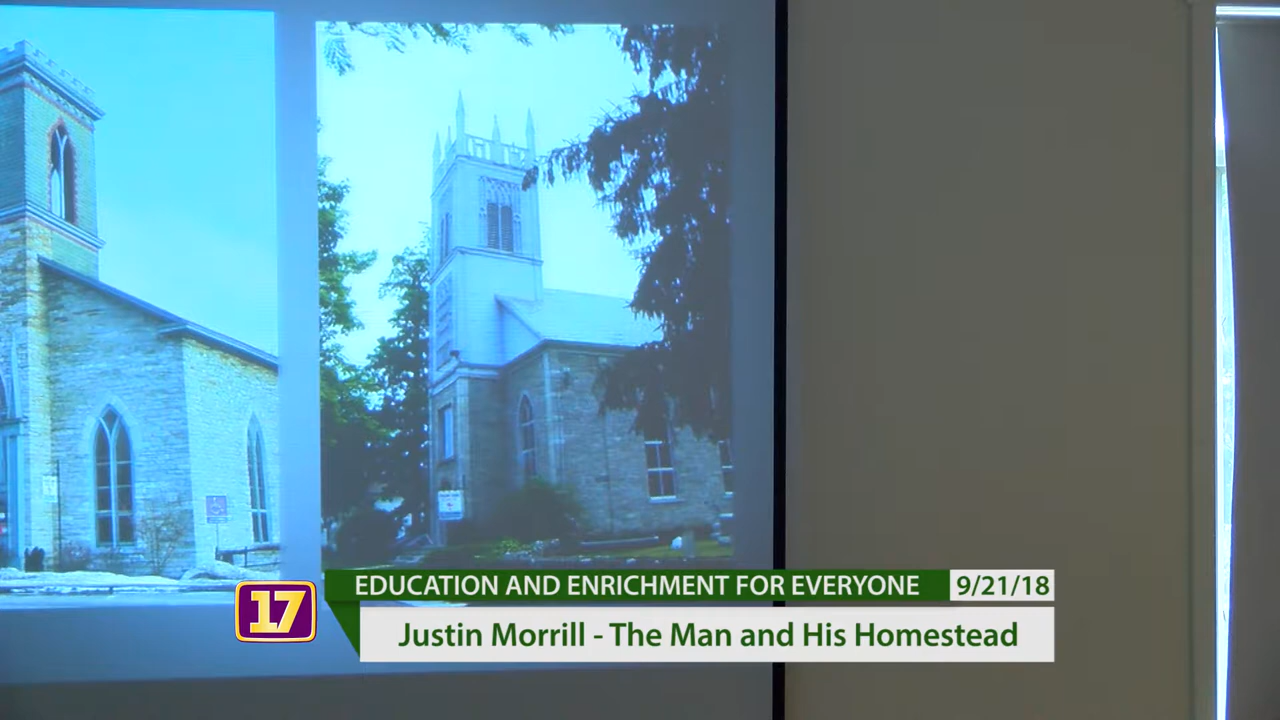 EDUCATION AND ENRICHMENT FOR EVERYONE
9/21/18
17
Justin Morrill - The Man and His Homestead